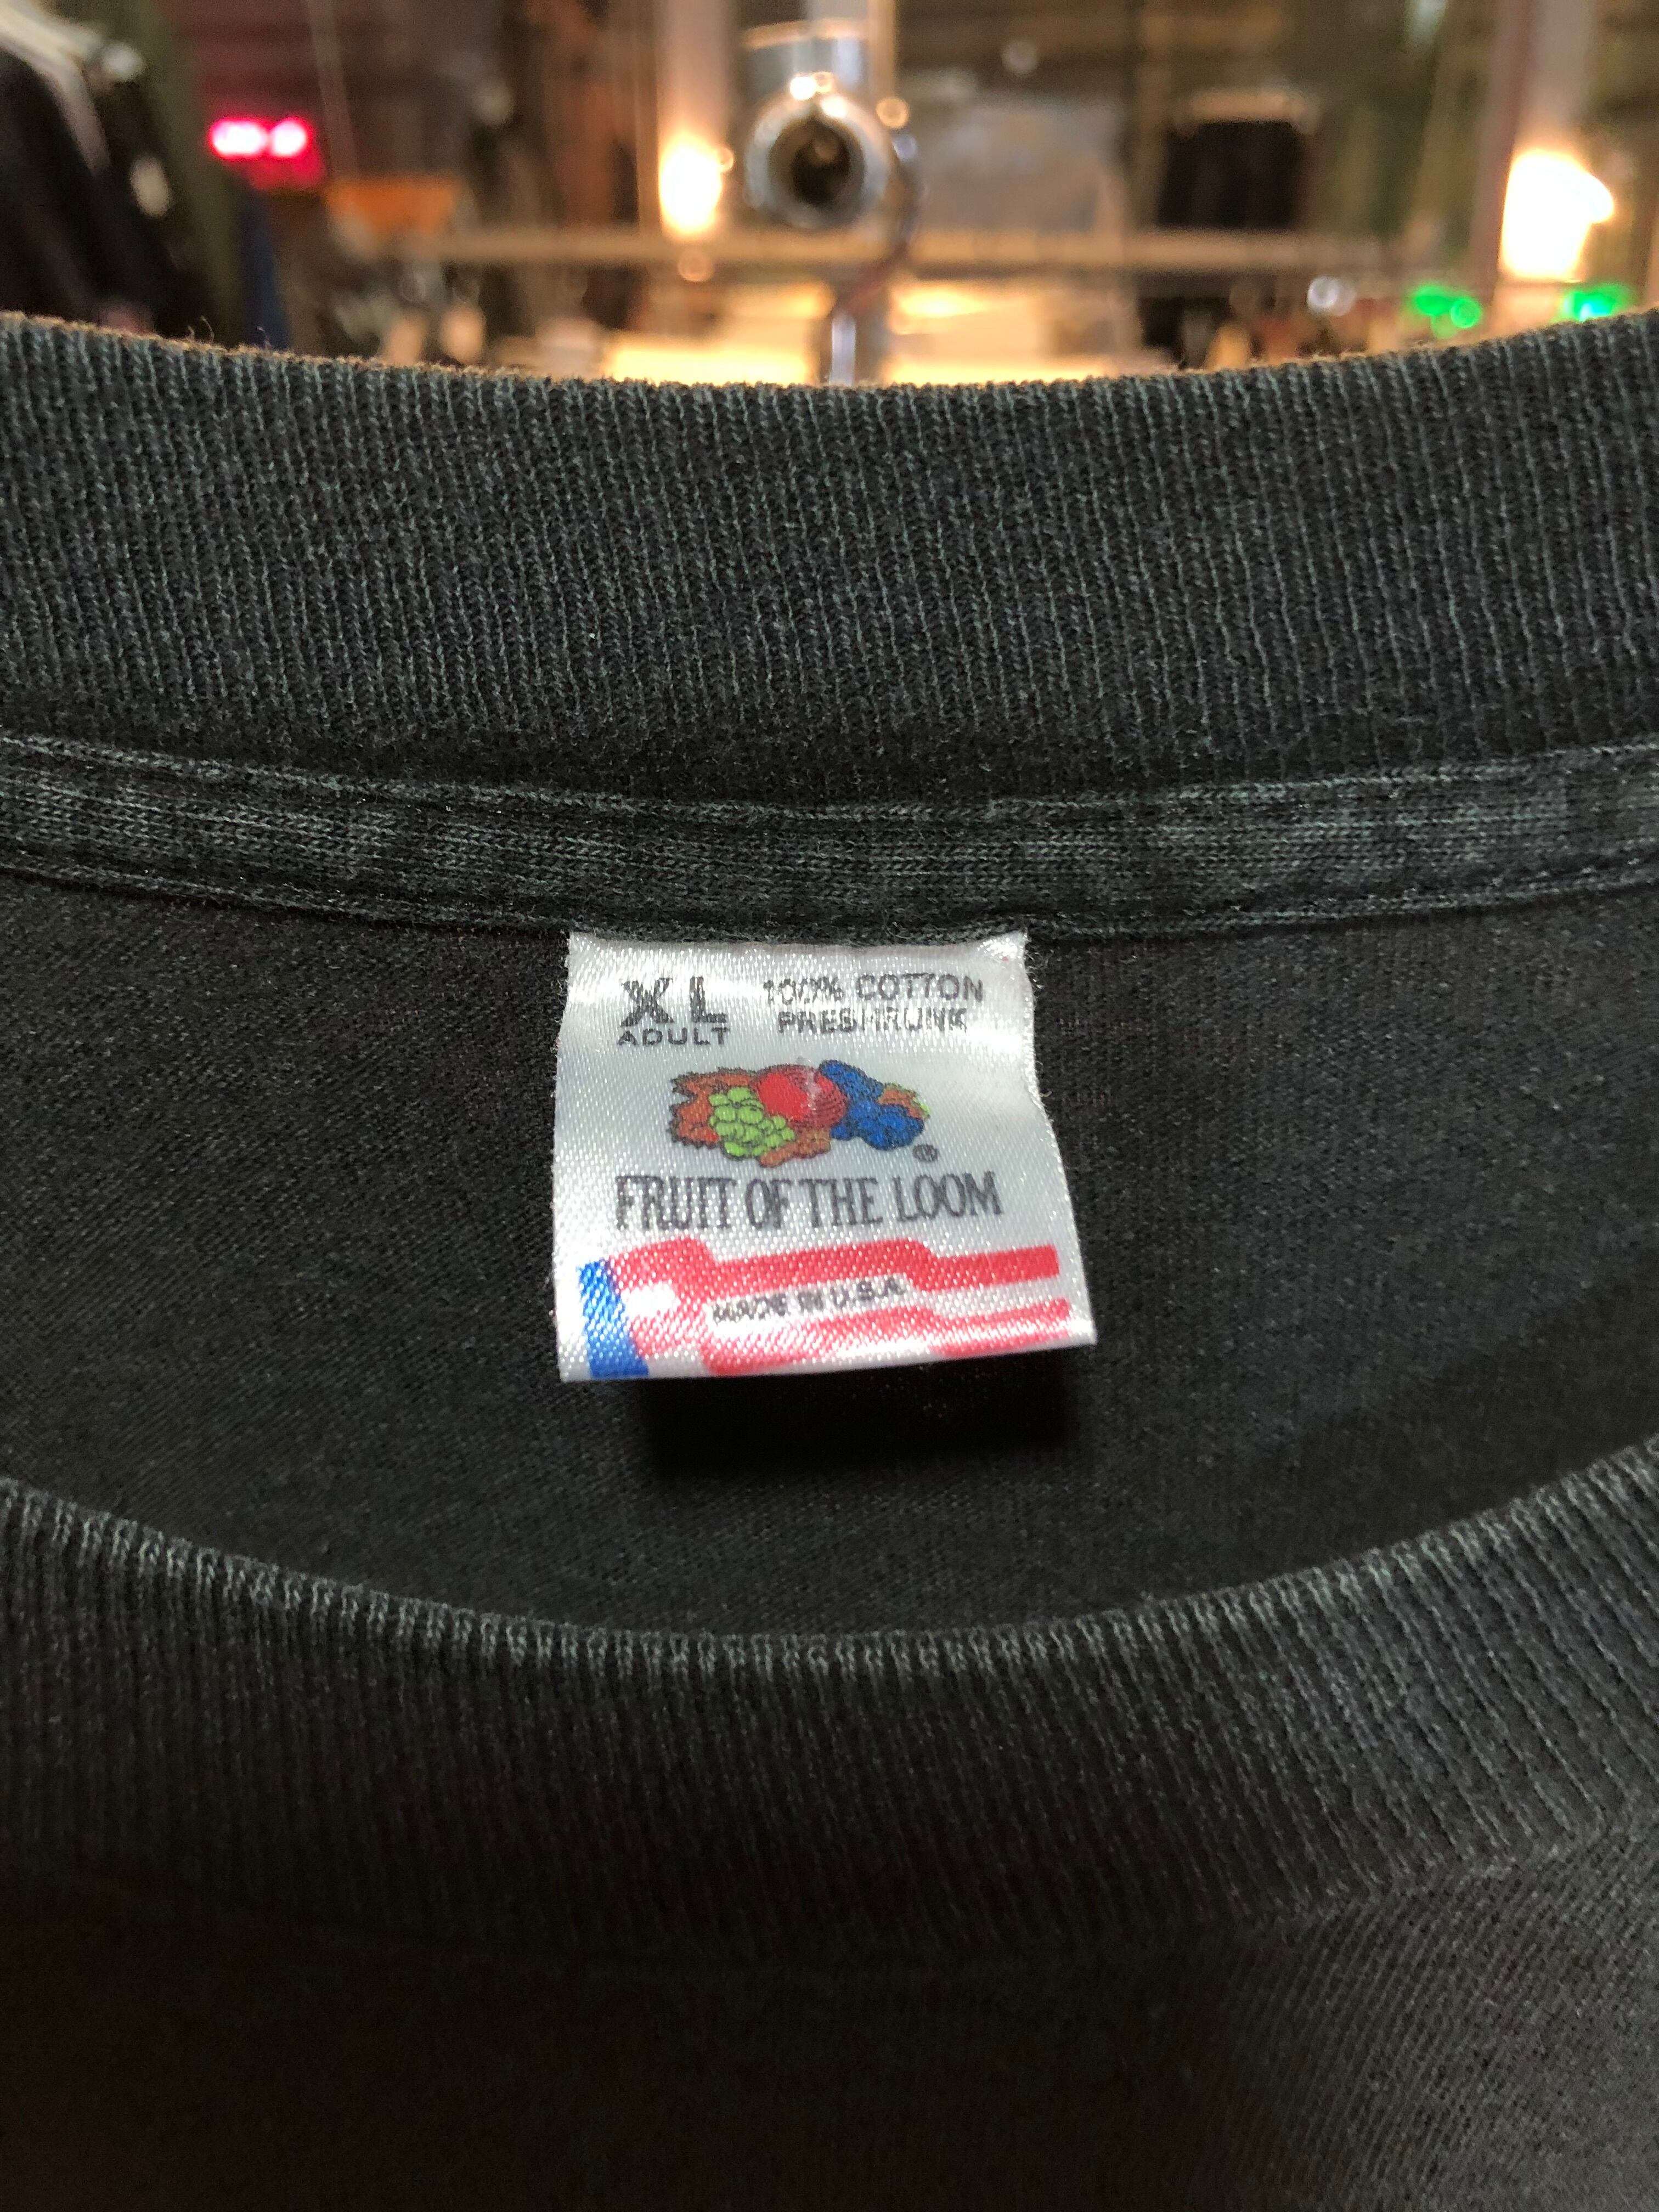 XL 100% COTTON
ADULT PRESHRUNK
®
FRUIT OF THE LOOM
MADE IN U.S.A.